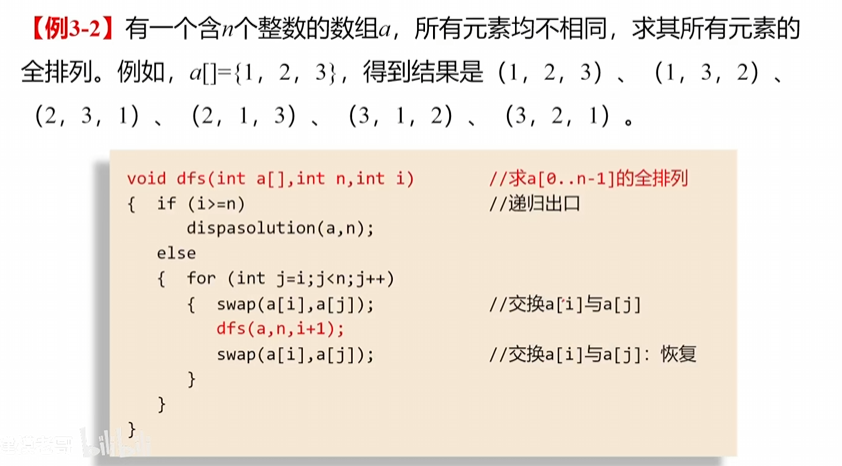 【例3-2】有一个含n个整数的数组a，所有元素均不相同，求其所有元素的
全排列。例如，a[]={1，2，3}，得到结果是（1，2，3）、（1，3，2）、
（2，3，1）、（2，1，3）、（3，1，2）、（3，2，1）。
void dfs(int a[],int n,int i) //求a[0..n-1]的全排列
{ if (i>=n) //递归出口
dispasolution(a,n);
else
{ for (int j=i;j<n;j++)
{ swap(a[i],a[j]); //交换a[i]与a[j]
dfs(a,n,i+1);
swap(a[i],a[j]); //交换a[i]与a[j]：恢复
}
}
}
bilibili